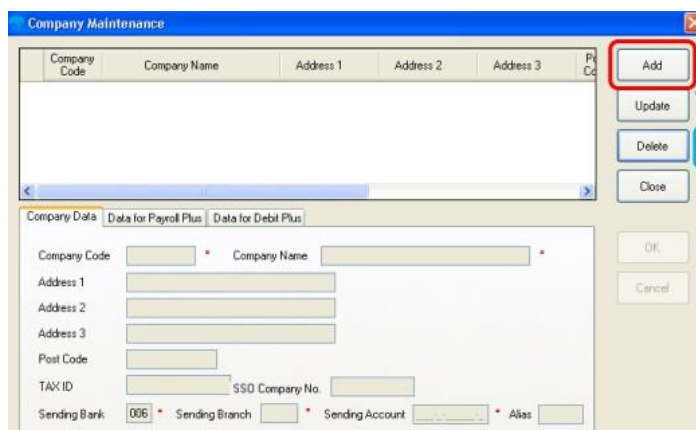 Company Maintenance
Company Code Company Name Address 1 Address 2 Address 3
Add
Update
Delete
Close
Company Data Data for Payroll Plus Data for Debit Plus
OK
Cancel
Company Code * Company Name *
Address 1
Address 2
Address 3
Post Code
TAX ID SSO Company No.
Sending Bank 006 * Sending Branch * Sending Account * Alias